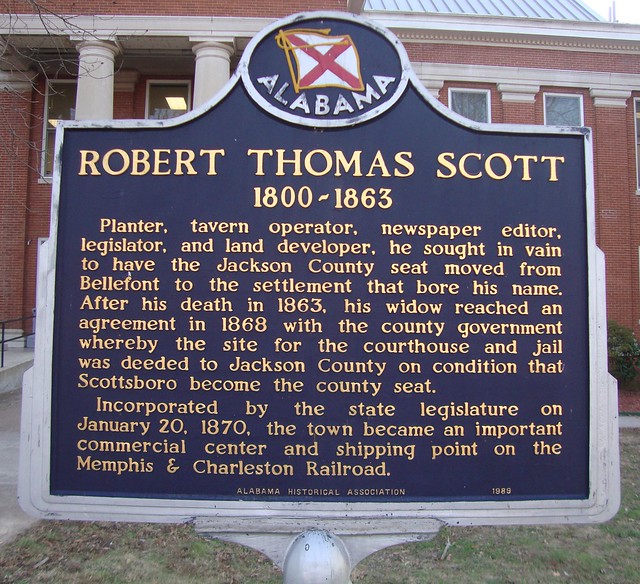 ALABAMA
ROBERT THOMAS SCOTT
1800-1863
Planter, tavern operator, newspaper editor,
legislator, and land developer, he sought in vain
to have the Jackson County seat moved from
Bellefont to the settlement that bore his name.
After his death in 1863, his widow reached an
agreement in 1868 with the county government
whereby the site for the courthouse and jail
was deeded to Jackson County on condition that
Scottsboro become the county seat.
Incorporated by the state legislature on
January 20, 1870, the town became an important
commercial center and shipping point on the
Memphis & Charleston Railroad.
ALABAMA HISTORICAL ASSOCIATION 1989